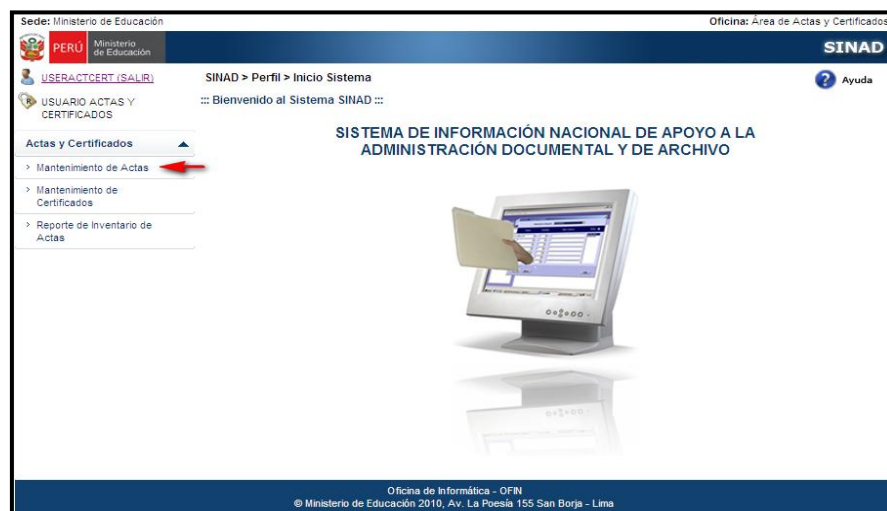 Sede: Ministerio de Educación
Oficina: Área de Actas y Certificados
PERÚ
Ministerio
de Educación
SINAD
USERACTCERT (SALIR)
SINAD > Perfil > Inicio Sistema
Ayuda
USUARIO ACTAS Y
CERTIFICADOS
::: Bienvenido al Sistema SINAD :::
Actas y Certificados
> Mantenimiento de Actas
> Mantenimiento de
Certificados
> Reporte de Inventario de
Actas
SISTEMA DE INFORMACIÓN NACIONAL DE APOYO A LA
ADMINISTRACIÓN DOCUMENTAL Y DE ARCHIVO
Oficina de Informática - OFIN
© Ministerio de Educación 2010, Av. La Poesía 155 San Borja - Lima